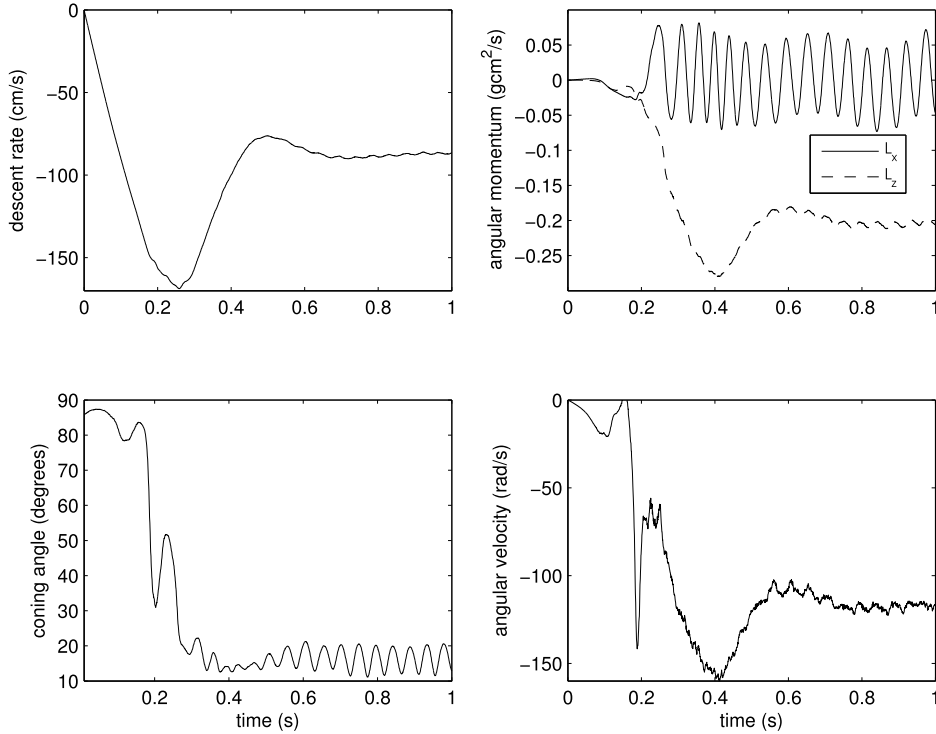 0
−50
−100
−150
descent rate (cm/s)
0 0.2 0.4 0.6 0.8 1
0.05
0
−0.05
−0.1
−0.15
−0.2
−0.25
angular momentum (gcm²/s)
L_x
L_z
0 0.2 0.4 0.6 0.8 1
90
80
70
60
50
40
30
20
10
coning angle (degrees)
0.2 0.4 0.6 0.8 1
time (s)
0
−50
−100
−150
angular velocity (rad/s)
0 0.2 0.4 0.6 0.8 1
time (s)